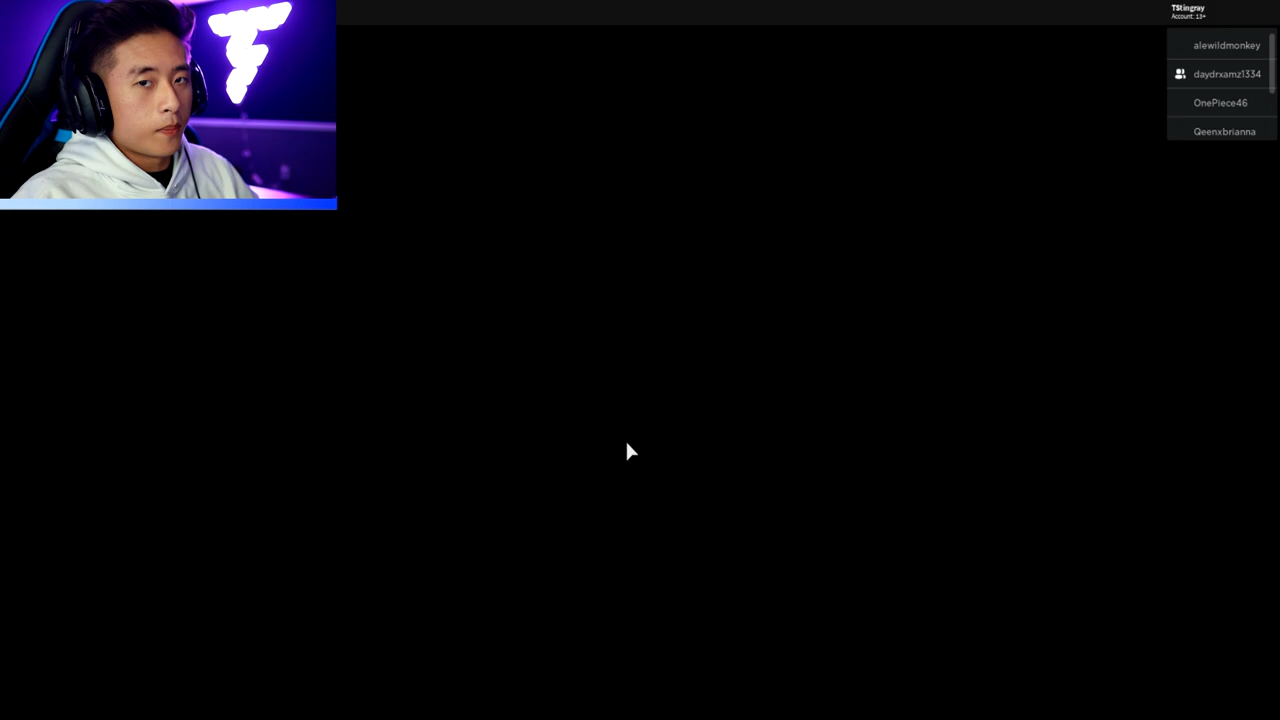 TStingray
Account: 13+
alewildmonkey
daydrxamz1334
OnePiece46
Qeenxbrianna